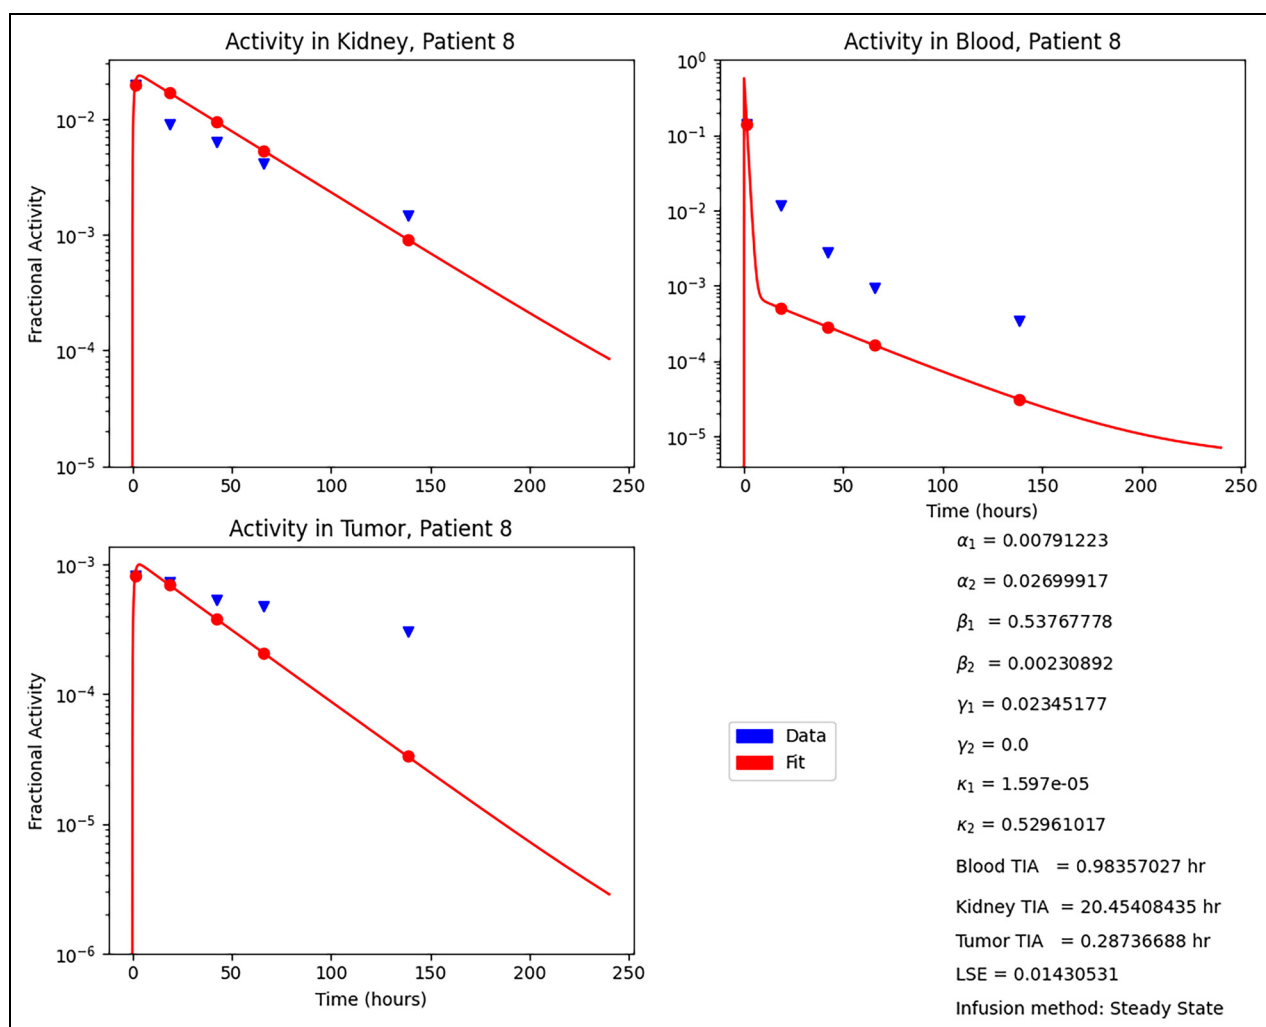 Activity in Kidney, Patient 8
Fractional Activity
10⁻²
10⁻³
10⁻⁴
10⁻⁵
0 50 100 150 200 250
Activity in Blood, Patient 8
10⁰
10⁻¹
10⁻²
10⁻³
10⁻⁴
10⁻⁵
0 50 100 150 200 250
Time (hours)
Activity in Tumor, Patient 8
Fractional Activity
10⁻³
10⁻⁴
10⁻⁵
10⁻⁶
0 50 100 150 200 250
Time (hours)
Data
Fit
α₁ = 0.00791223
α₂ = 0.02699917
β₁ = 0.53767778
β₂ = 0.00230892
γ₁ = 0.02345177
γ₂ = 0.0
κ₁ = 1.597e-05
κ₂ = 0.52961017
Blood TIA = 0.98357027 hr
Kidney TIA = 20.45408435 hr
Tumor TIA = 0.28736688 hr
LSE = 0.01430531
Infusion method: Steady State